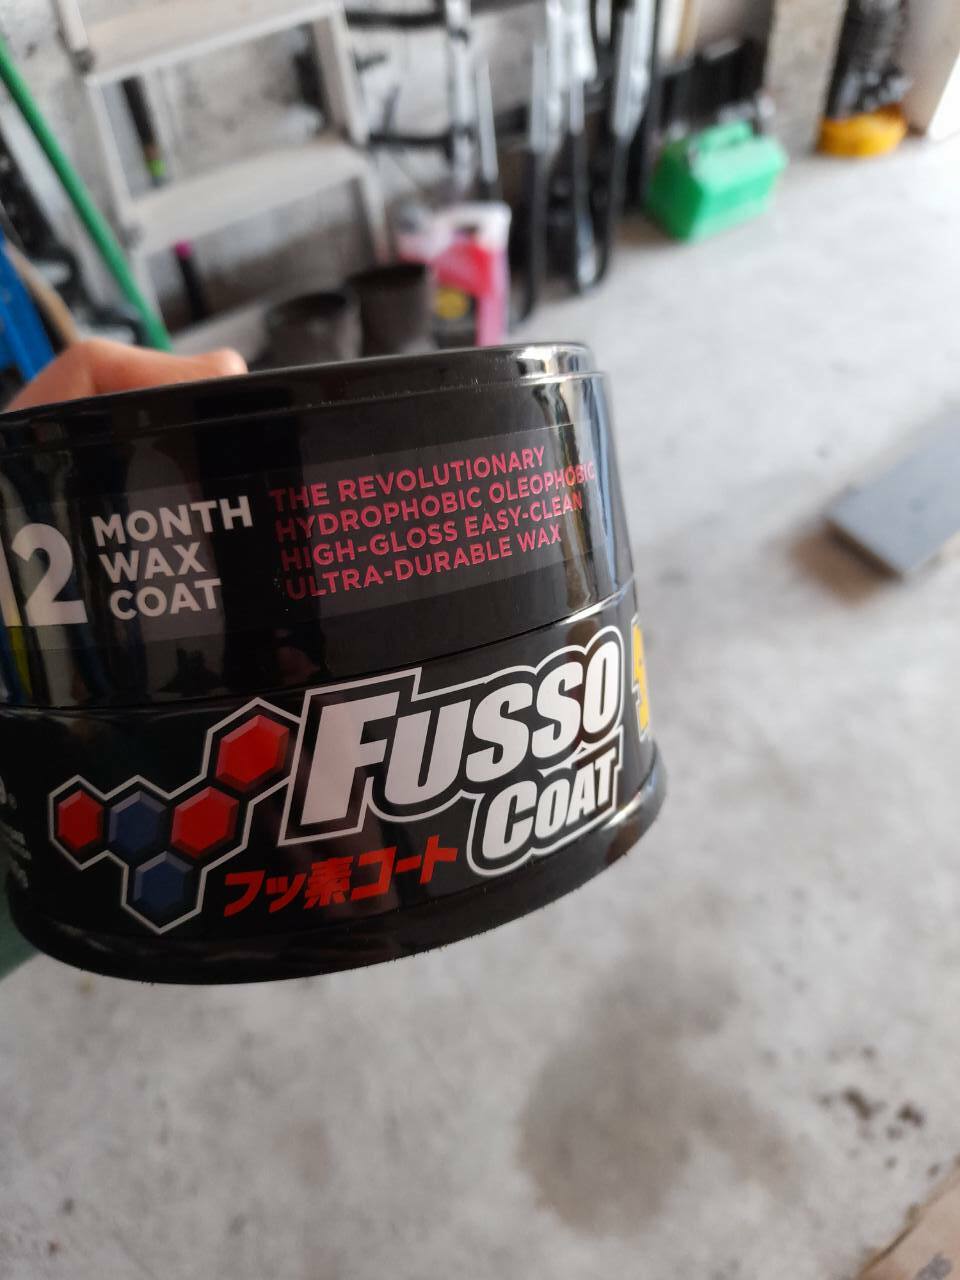 12
MONTH
WAX
COAT
THE REVOLUTIONARY
HYDROPHOBIC OLEOPHOBIC
HIGH-GLOSS EASY-CLEAN
ULTRA-DURABLE WAX
FUSSO
COAT
フッ素コート